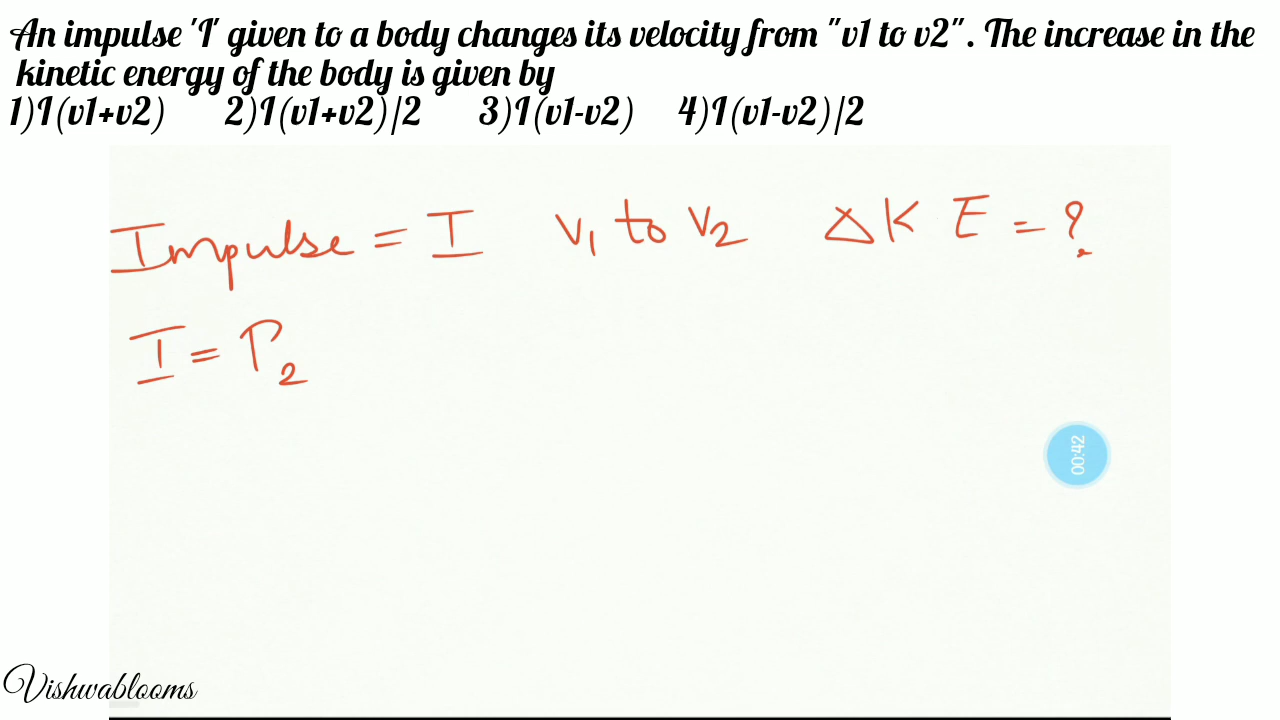 An impulse 'I' given to a body changes its velocity from "v1 to v2". The increase in the
kinetic energy of the body is given by
1)I(v1+v2) 2)I(v1+v2)/2 3)I(v1-v2) 4)I(v1-v2)/2
Impulse = I v₁ to v₂ ΔK E = ?
I = P₂
00:42
Vishwablooms